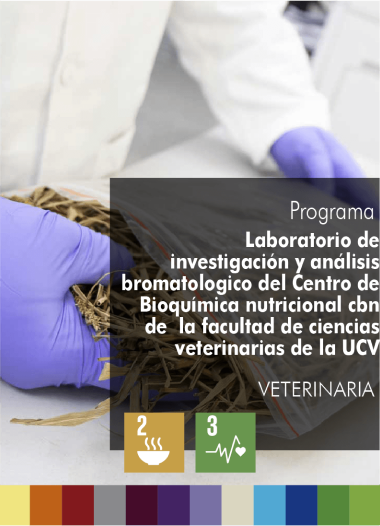 Programa
Laboratorio de
investigación y análisis
bromatologico del Centro de
Bioquímica nutricional cbn
de la facultad de ciencias
veterinarias de la UCV
VETERINARIA
2 3